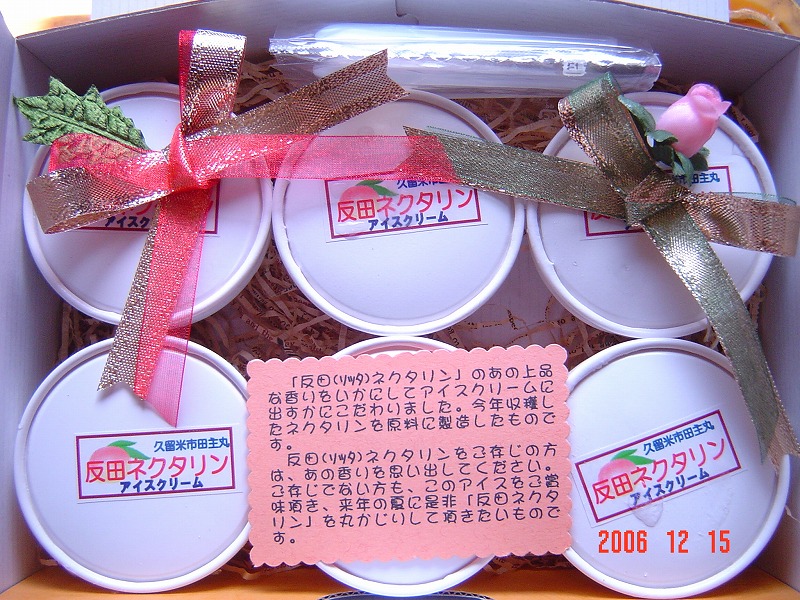 久留米市田主丸
反田ネクタリン
アイスクリーム
「反田(ソリタ)ネクタリン」のあの上品
な香りをいかにしてアイスクリームに
出すかにこだわりました。今年収穫し
たネクタリンを原料に製造したもので
す。
反田(ソリタ)ネクタリンをご存じの方
は、あの香りを思い出してください。
ご存じでない方も、このアイスをご賞
味頂き、来年の夏に是非「反田ネクタ
リン」を丸かじりして頂きたいもので
す。
久留米市田主丸
反田ネクタリン
アイスクリーム
久留米市田主丸
反田ネクタリン
アイスクリーム
アイスクリーム
田主丸
2006 12 15